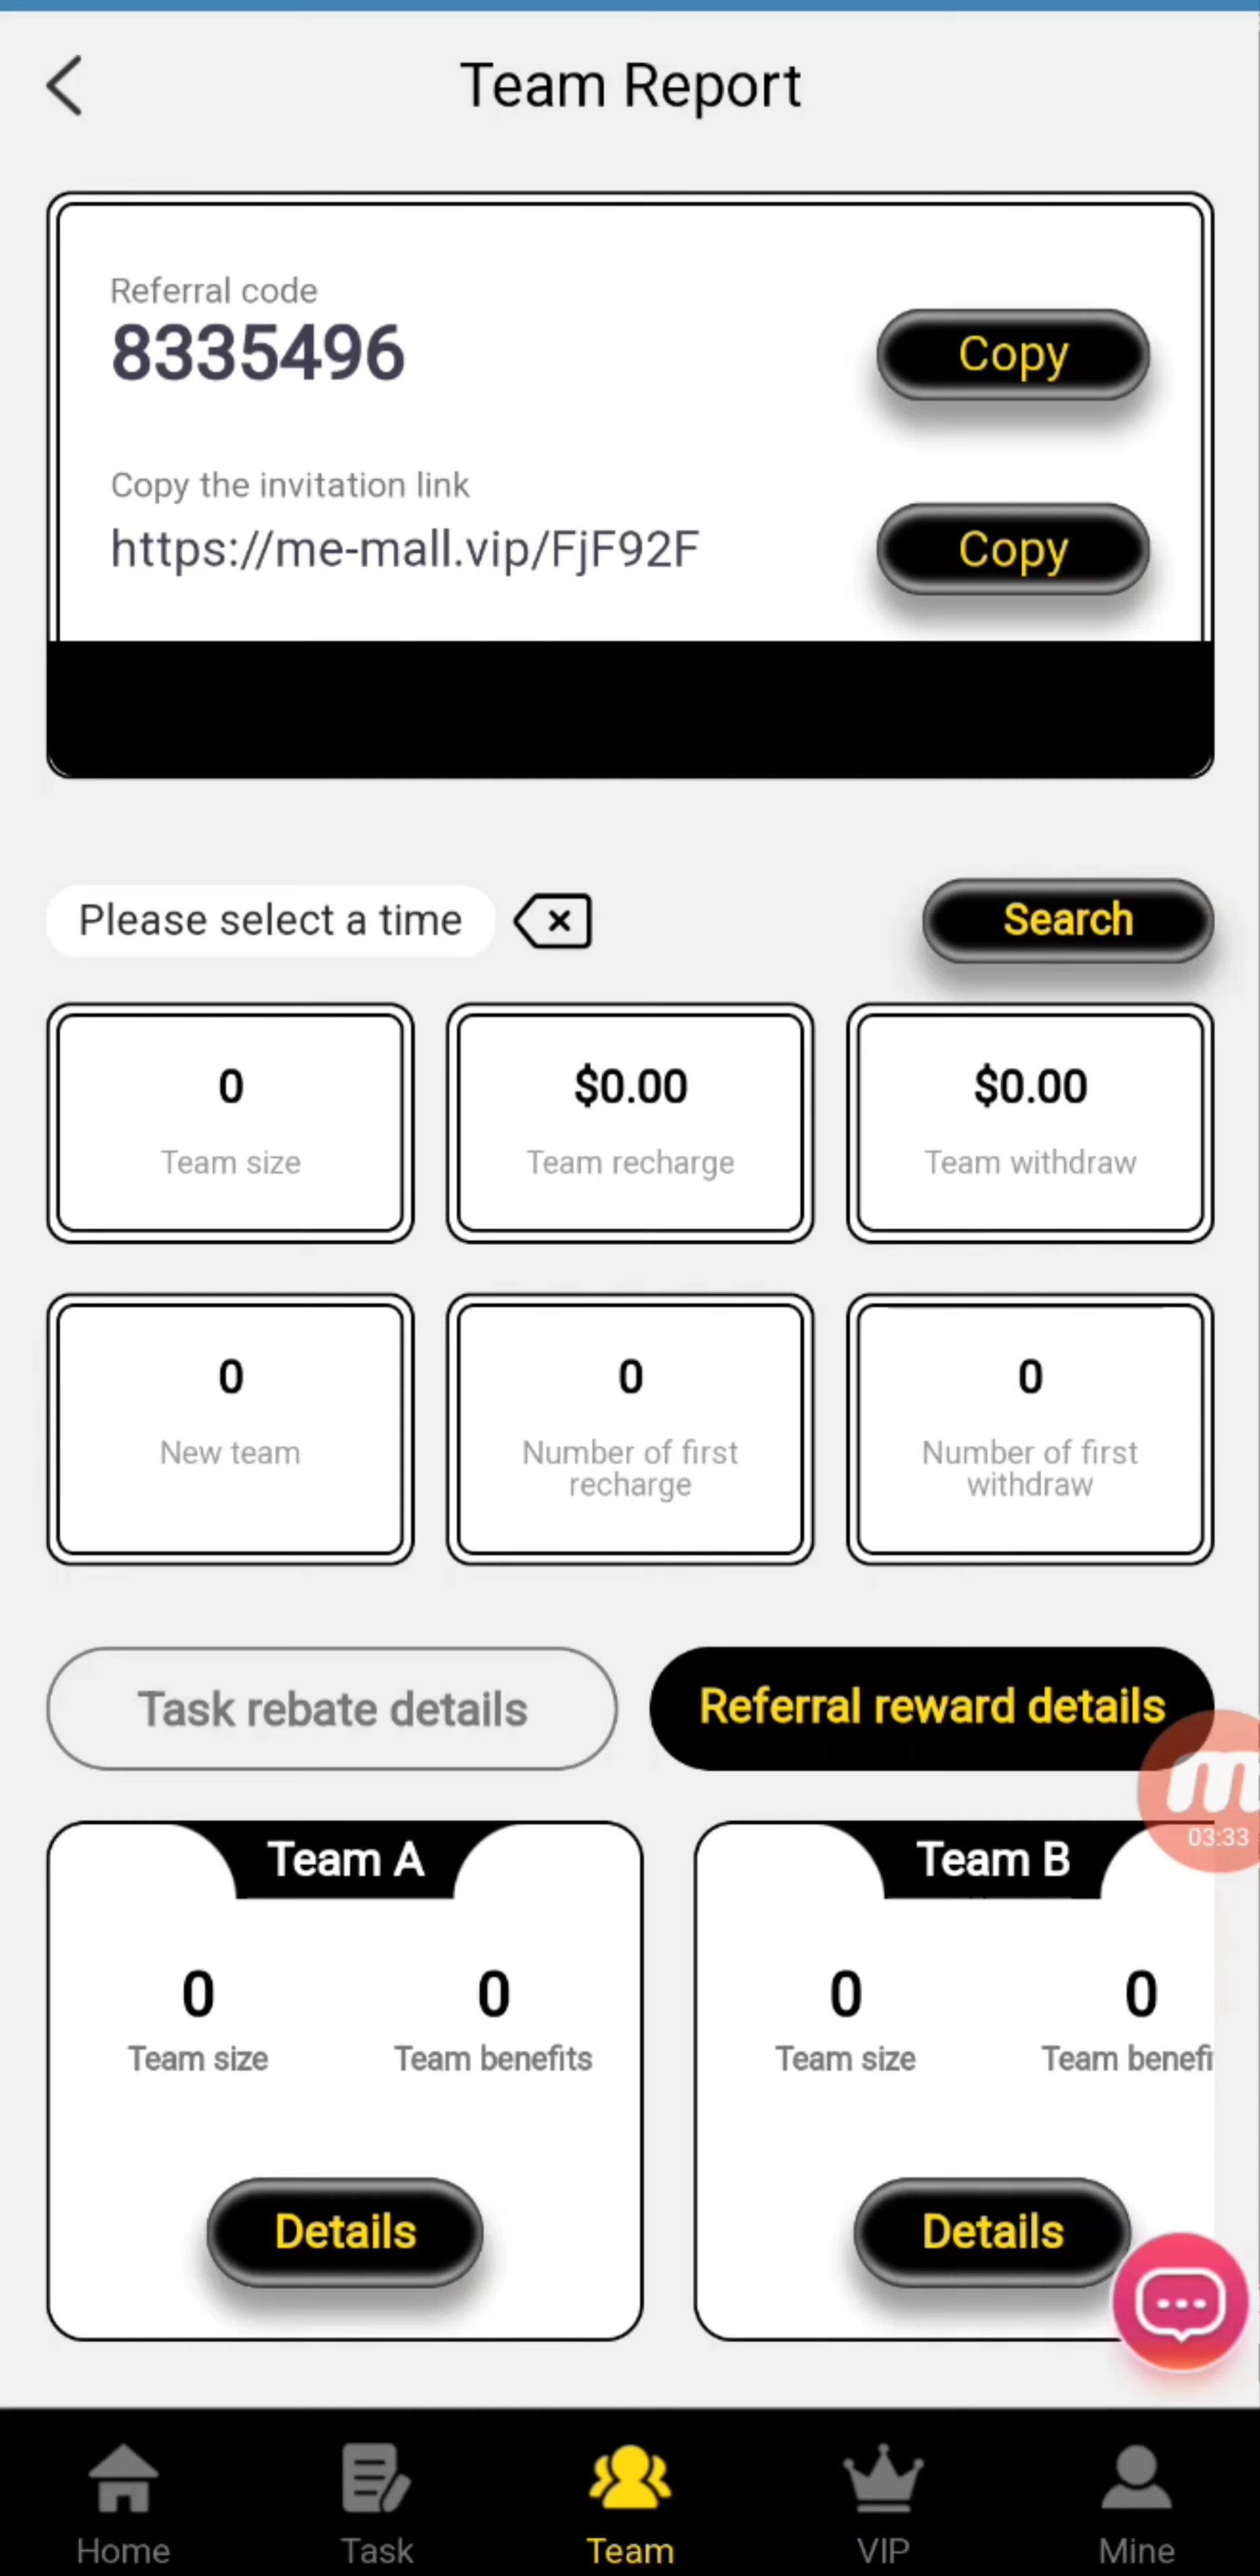 Team Report
Referral code
8335496
Copy
Copy the invitation link
https://me-mall.vip/FjF92F
Copy
Please select a time
Search
0
Team size
$0.00
Team recharge
$0.00
Team withdraw
0
New team
0
Number of first
recharge
0
Number of first
withdraw
Task rebate details
Referral reward details
m
03:33
Team A
0
Team size
0
Team benefits
Details
Team B
0
Team size
0
Team benefi
Details
Home
Task
Team
VIP
Mine